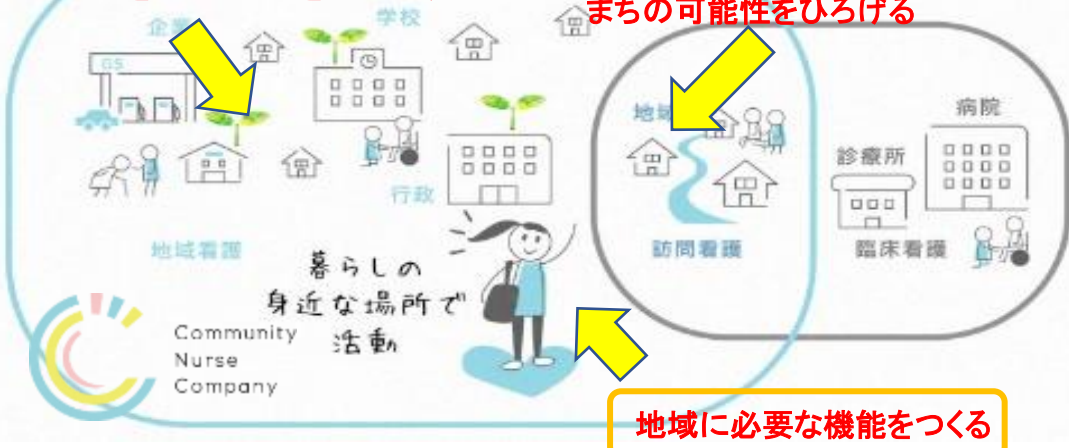 まちの可能性をひろげる
学校
企業
GS
地域
病院
診療所
行政
地域看護
訪問看護
臨床看護
暮らしの
身近な場所で
活動
Community
Nurse
Company
地域に必要な機能をつくる